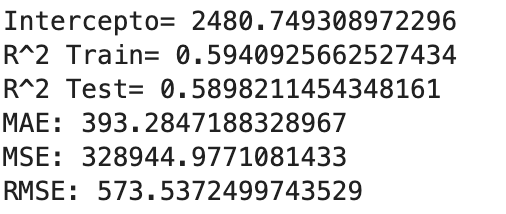 Intercepto= 2480.749308972296
R^2 Train= 0.5940925662527434
R^2 Test= 0.5898211454348161
MAE: 393.2847188328967
MSE: 328944.9771081433
RMSE: 573.5372499743529